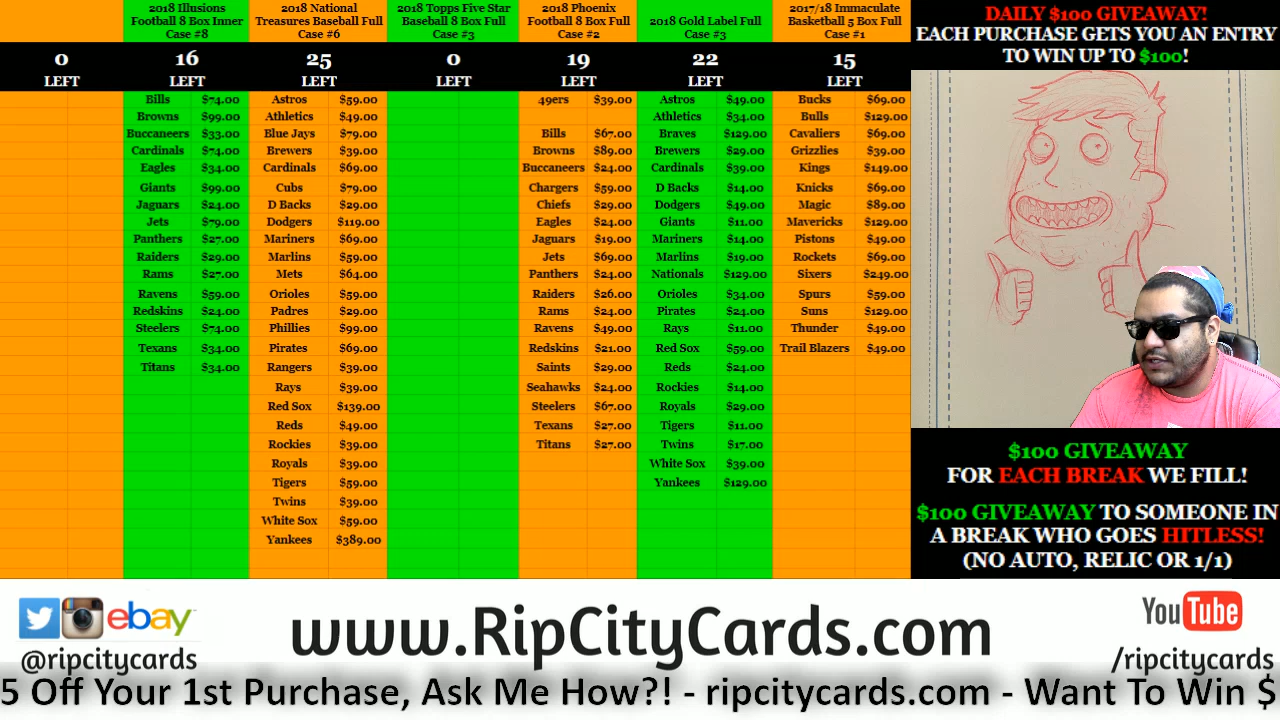 2018 Illusions
Football 8 Box Inner
Case #8
16
LEFT
Bills $74.00
Browns $99.00
Buccaneers $33.00
Cardinals $74.00
Eagles $34.00
Giants $99.00
Jaguars $24.00
Jets $79.00
Panthers $27.00
Raiders $29.00
Rams $27.00
Ravens $59.00
Redskins $24.00
Steelers $74.00
Texans $34.00
Titans $34.00
0
LEFT
2018 National
Treasures Baseball Full
Case #6
25
LEFT
Astros $59.00
Athletics $49.00
Blue Jays $79.00
Brewers $39.00
Cardinals $69.00
Cubs $79.00
D Backs $29.00
Dodgers $119.00
Mariners $69.00
Marlins $59.00
Mets $64.00
Orioles $59.00
Padres $29.00
Phillies $99.00
Pirates $69.00
Rangers $39.00
Rays $39.00
Red Sox $139.00
Reds $49.00
Rockies $39.00
Royals $39.00
Tigers $59.00
Twins $39.00
White Sox $59.00
Yankees $389.00
2018 Topps Five Star
Baseball 8 Box Full
Case #3
0
LEFT
2018 Phoenix
Football 8 Box Full
Case #2
19
LEFT
49ers $39.00
Bills $67.00
Browns $89.00
Buccaneers $24.00
Chargers $59.00
Chiefs $29.00
Eagles $24.00
Jaguars $19.00
Jets $69.00
Panthers $24.00
Raiders $26.00
Rams $24.00
Ravens $49.00
Redskins $21.00
Saints $29.00
Seahawks $24.00
Steelers $67.00
Texans $27.00
Titans $27.00
2018 Gold Label Full
Case #3
22
LEFT
Astros $49.00
Athletics $34.00
Braves $129.00
Brewers $29.00
Cardinals $39.00
D Backs $14.00
Dodgers $49.00
Giants $11.00
Mariners $14.00
Marlins $19.00
Nationals $129.00
Orioles $34.00
Pirates $24.00
Rays $11.00
Red Sox $59.00
Reds $24.00
Rockies $14.00
Royals $29.00
Tigers $11.00
Twins $17.00
White Sox $39.00
Yankees $129.00
2017/18 Immaculate
Basketball 5 Box Full
Case #1
15
LEFT
Bucks $69.00
Bulls $129.00
Cavaliers $69.00
Grizzlies $39.00
Kings $149.00
Knicks $69.00
Magic $89.00
Mavericks $129.00
Pistons $49.00
Rockets $69.00
Sixers $249.00
Spurs $59.00
Suns $129.00
Thunder $49.00
Trail Blazers $49.00
DAILY $100 GIVEAWAY!
EACH PURCHASE GETS YOU AN ENTRY
TO WIN UP TO $100!
$100 GIVEAWAY
FOR EACH BREAK WE FILL!
$100 GIVEAWAY TO SOMEONE IN
A BREAK WHO GOES HITLESS!
(NO AUTO, RELIC OR 1/1)
ebay
@ripcitycards
www.RipCityCards.com
YouTube
/ripcitycards
5 Off Your 1st Purchase, Ask Me How?! - ripcitycards.com - Want To Win $